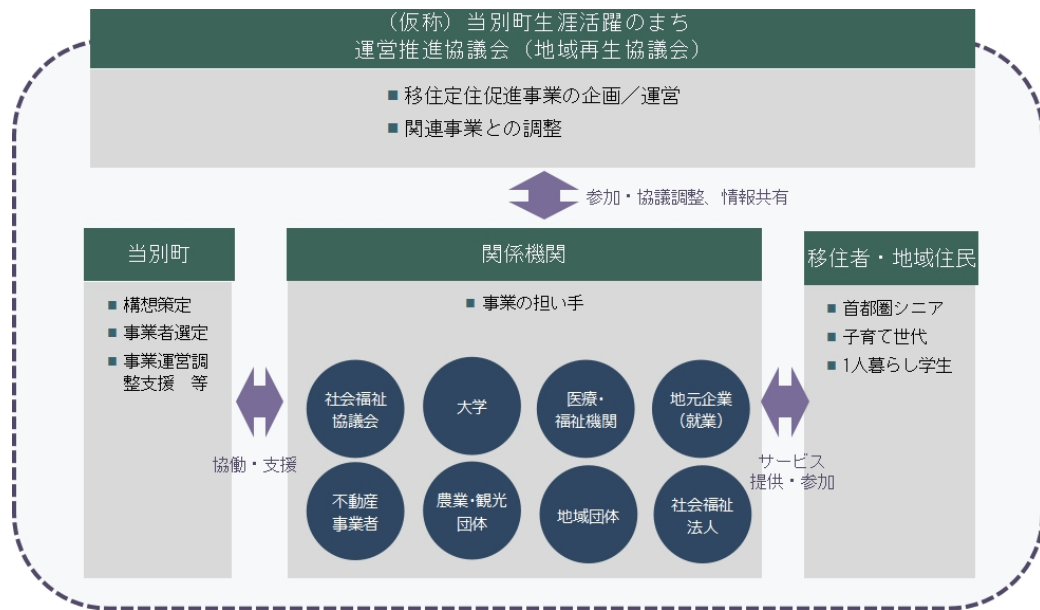 （仮称）当別町生涯活躍のまち
運営推進協議会（地域再生協議会）
■ 移住定住促進事業の企画／運営
■ 関連事業との調整
参加・協議調整、情報共有
当別町
■ 構想策定
■ 事業者選定
■ 事業運営調
整支援　等
協働・支援
関係機関
■ 事業の担い手
社会福祉
協議会
大学
医療・
福祉機関
地元企業
（就業）
不動産
事業者
農業・観光
団体
地域団体
社会福祉
法人
サービス
提供・参加
移住者・地域住民
■ 首都圏シニア
■ 子育て世代
■ 1人暮らし学生